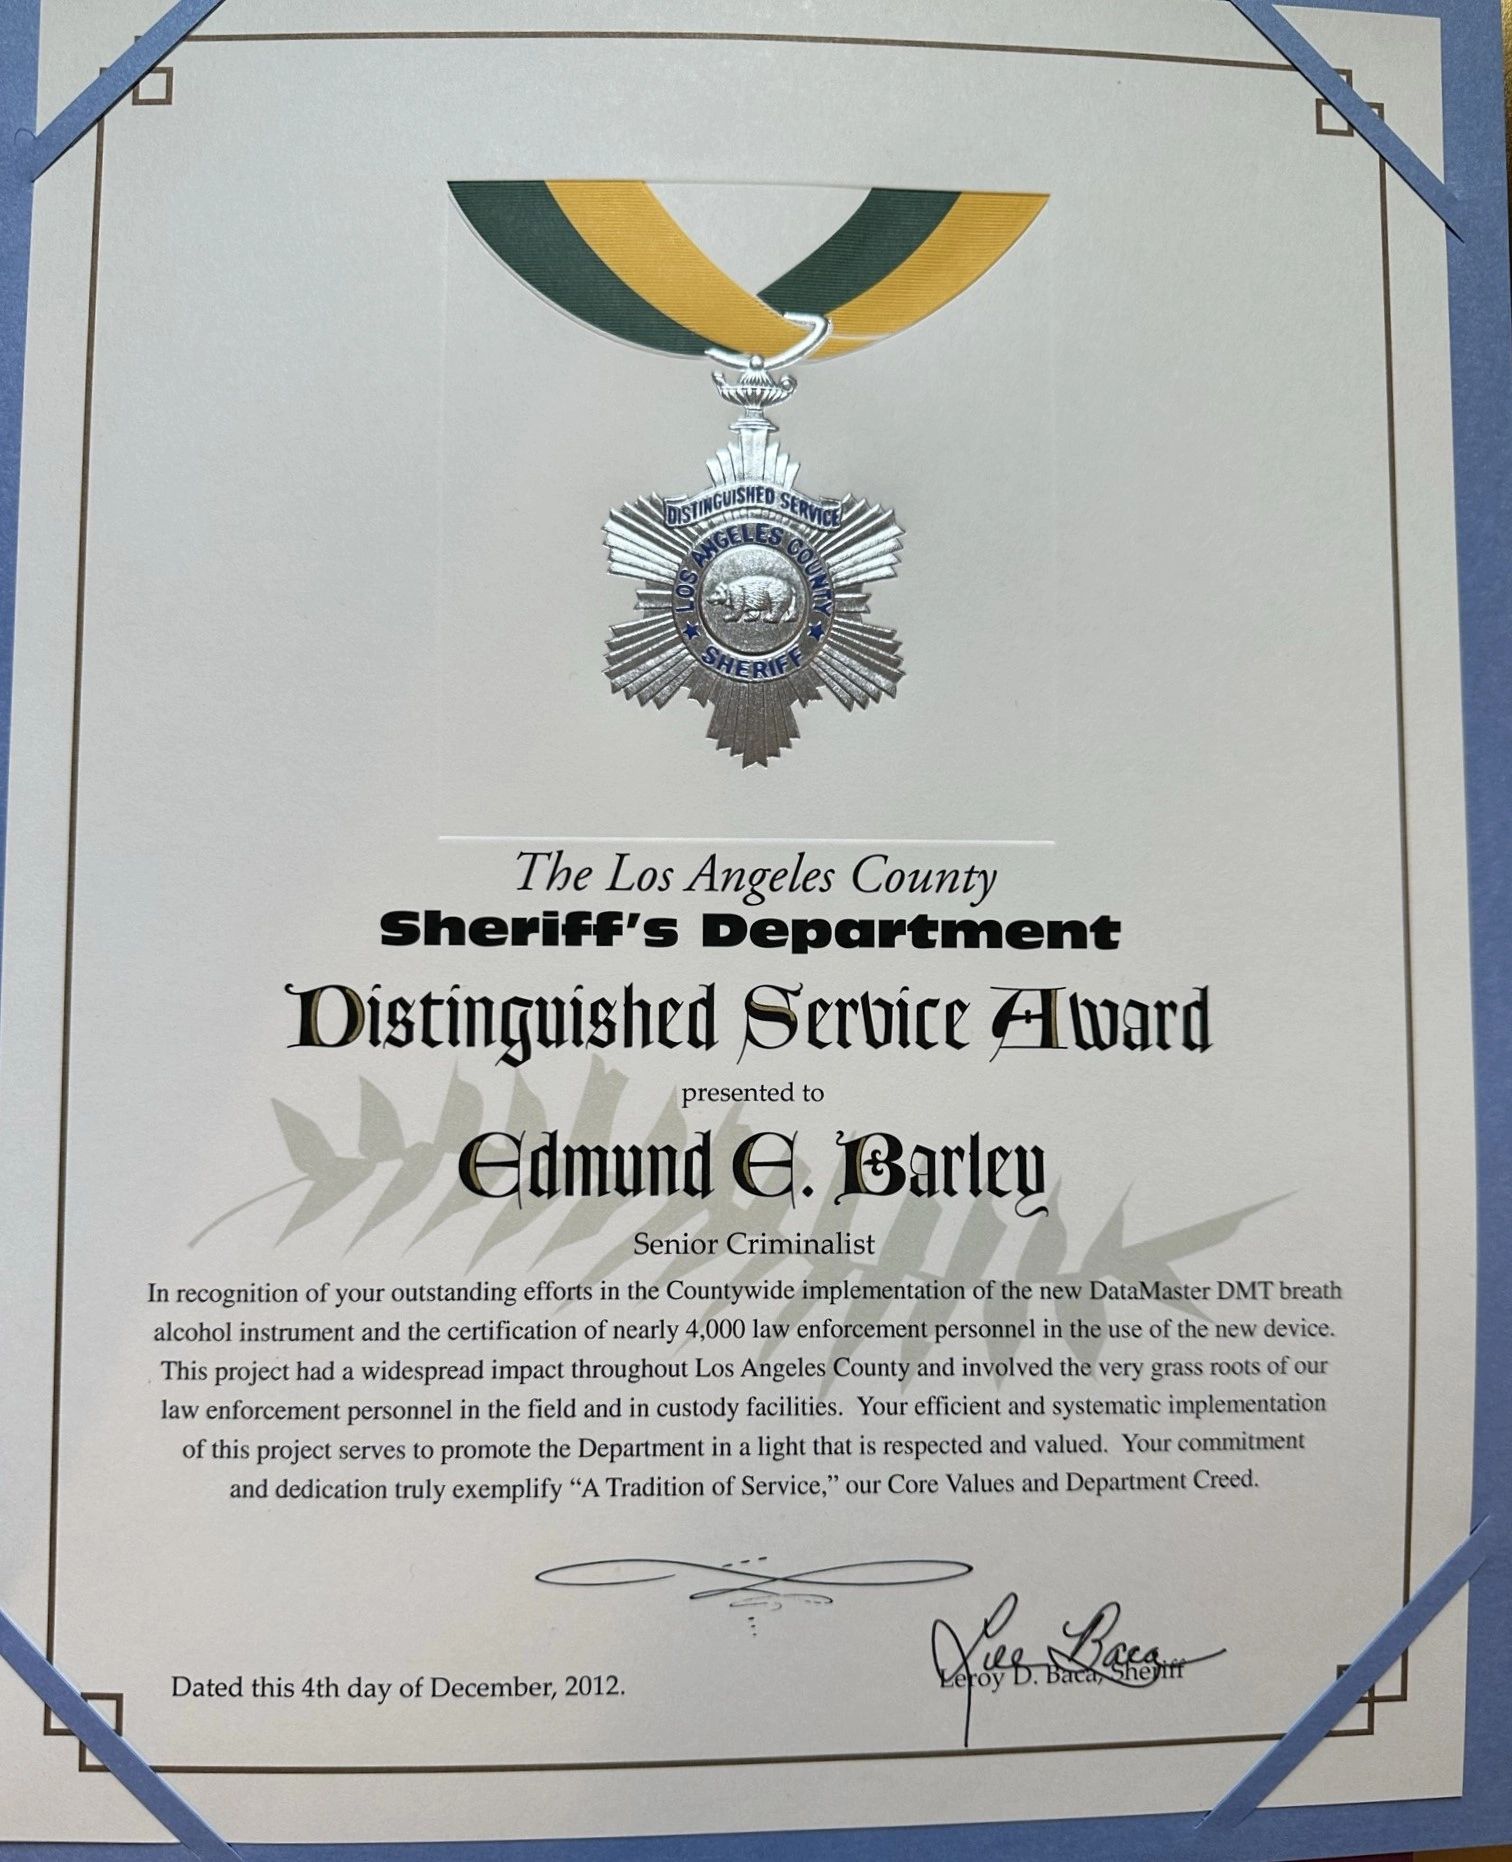 DISTINGUISHED SERVICE
LOS ANGELES COUNTY
SHERIFF
The Los Angeles County
Sheriff's Department
Distinguished Service Award
presented to
Edmund E. Barley
Senior Criminalist
In recognition of your outstanding efforts in the Countywide implementation of the new DataMaster DMT breath
alcohol instrument and the certification of nearly 4,000 law enforcement personnel in the use of the new device.
This project had a widespread impact throughout Los Angeles County and involved the very grass roots of our
law enforcement personnel in the field and in custody facilities.  Your efficient and systematic implementation
of this project serves to promote the Department in a light that is respected and valued.  Your commitment
and dedication truly exemplify “A Tradition of Service,” our Core Values and Department Creed.
Lee Baca
Leroy D. Baca, Sheriff
Dated this 4th day of December, 2012.